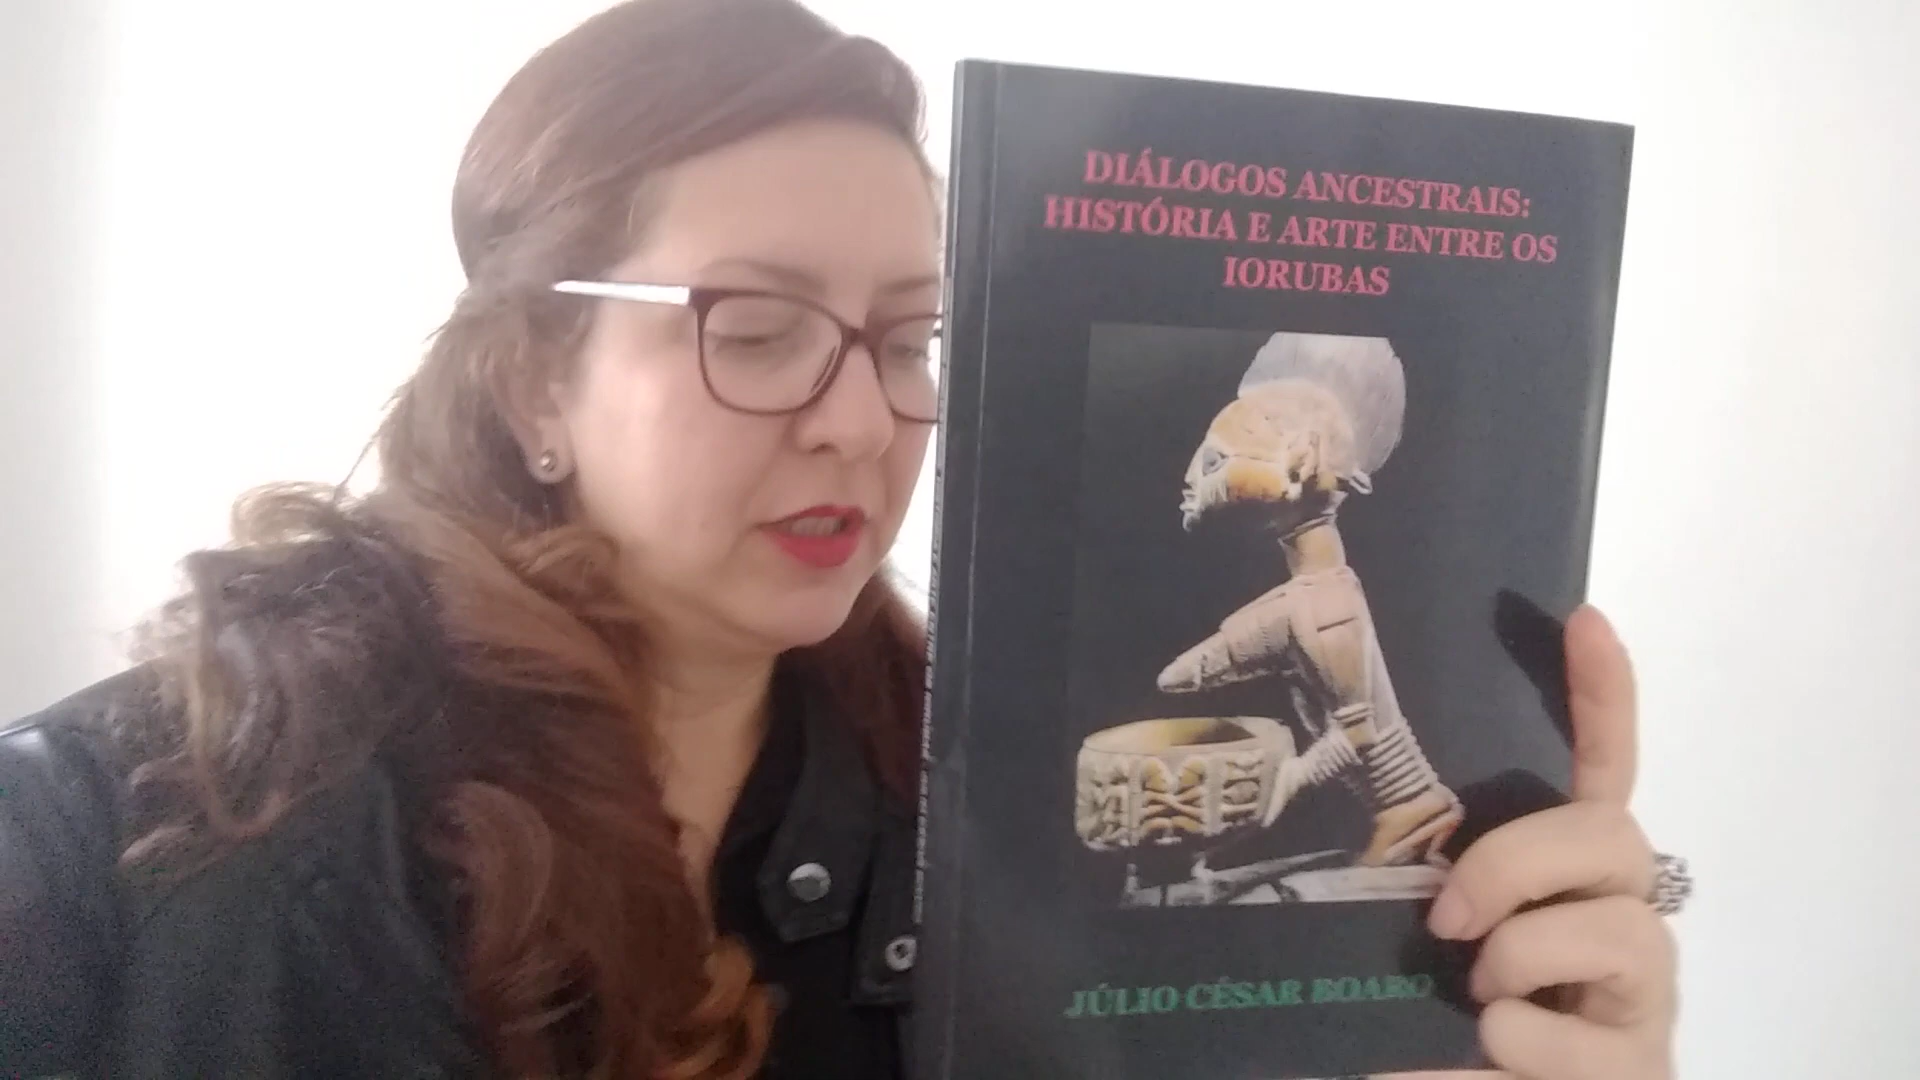 DIÁLOGOS ANCESTRAIS:
HISTÓRIA E ARTE ENTRE OS
IORUBAS
JÚLIO CÉSAR BOARO